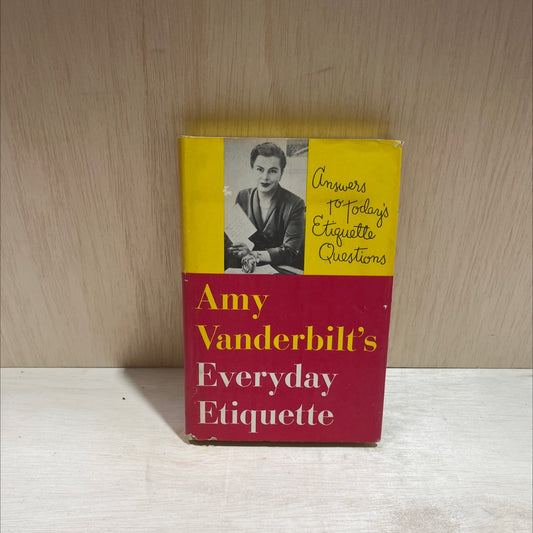 Answers
to Today's
Etiquette
Questions
Amy
Vanderbilt's
Everyday
Etiquette